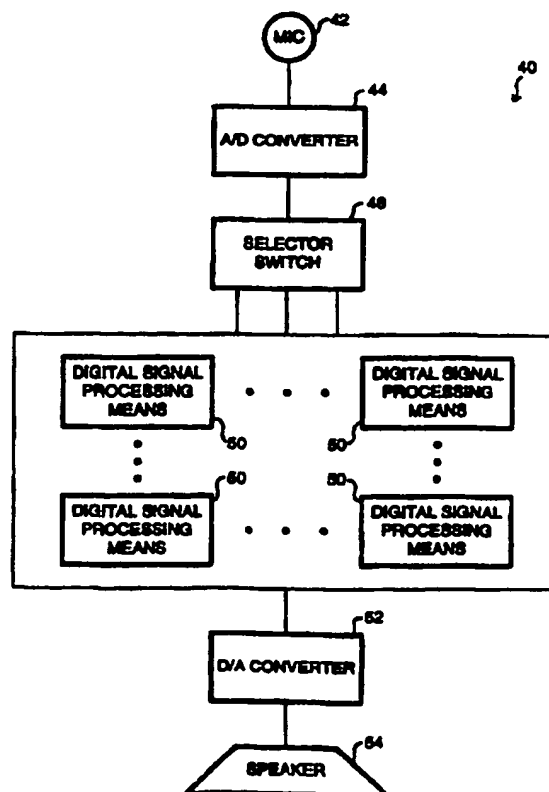 MIC
42
40
44
A/D CONVERTER
48
SELECTOR
SWITCH
DIGITAL SIGNAL
PROCESSING
MEANS
DIGITAL SIGNAL
PROCESSING
MEANS
50
50
50
50
DIGITAL SIGNAL
PROCESSING
MEANS
DIGITAL SIGNAL
PROCESSING
MEANS
52
D/A CONVERTER
54
SPEAKER